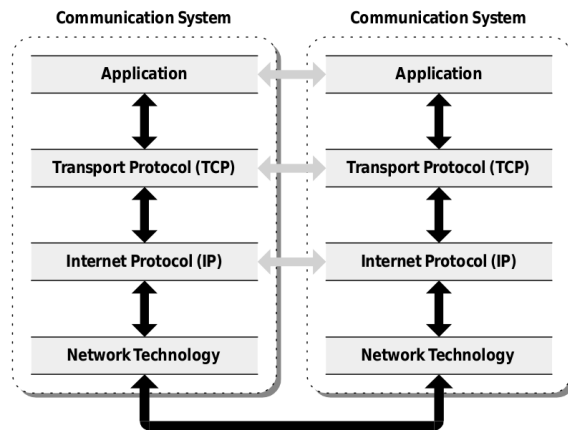 Communication System
Communication System
Application
Application
Transport Protocol (TCP)
Transport Protocol (TCP)
Internet Protocol (IP)
Internet Protocol (IP)
Network Technology
Network Technology